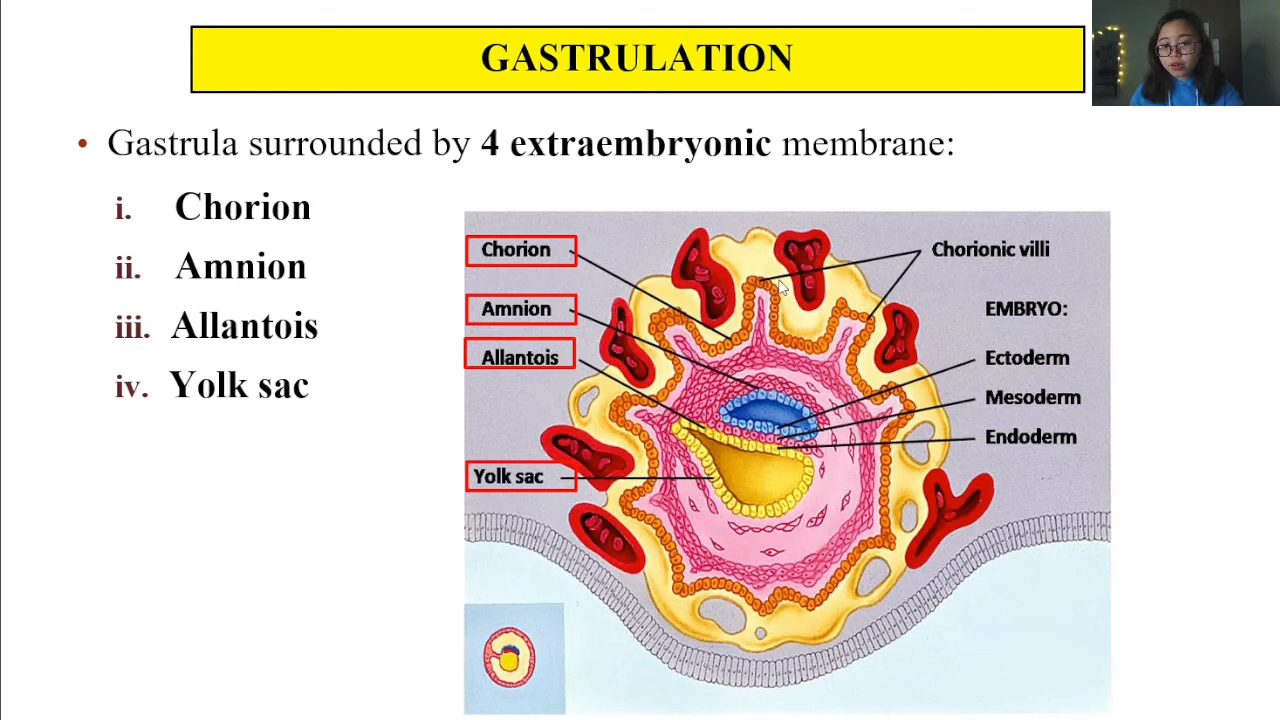 GASTRULATION
• Gastrula surrounded by 4 extraembryonic membrane:
i. Chorion
ii. Amnion
iii. Allantois
iv. Yolk sac
Chorion
Amnion
Allantois
Yolk sac
Chorionic villi
EMBRYO:
Ectoderm
Mesoderm
Endoderm